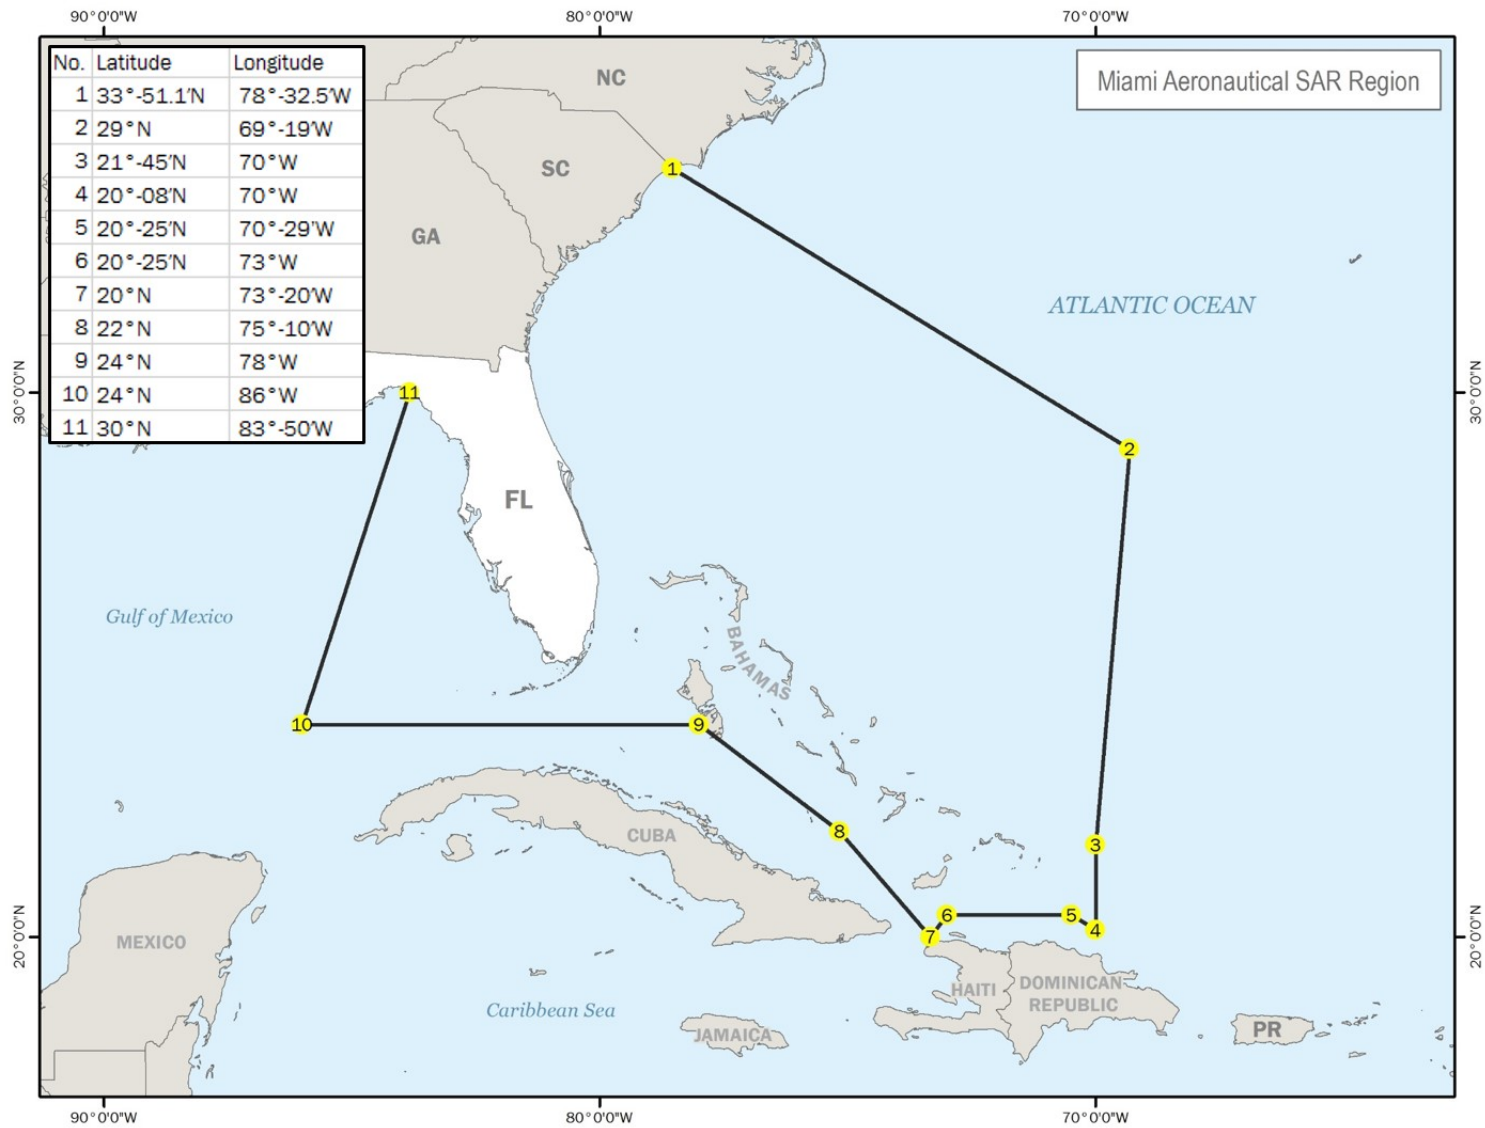 90°0'0"W 80°0'0"W 70°0'0"W
Miami Aeronautical SAR Region
No. Latitude Longitude
1 33°-51.1'N 78°-32.5'W
2 29°N 69°-19'W
3 21°-45'N 70°W
4 20°-08'N 70°W
5 20°-25'N 70°-29'W
6 20°-25'N 73°W
7 20°N 73°-20'W
8 22°N 75°-10'W
9 24°N 78°W
10 24°N 86°W
11 30°N 83°-50'W
NC
SC
1
GA
ATLANTIC OCEAN
30°0'0"N
11
30°0'0"N
2
FL
Gulf of Mexico
BAHAMAS
10
9
8
CUBA
3
6
5
4
7
20°0'0"N
MEXICO
20°0'0"N
HAITI
DOMINICAN
REPUBLIC
Caribbean Sea
JAMAICA
PR
90°0'0"W 80°0'0"W 70°0'0"W